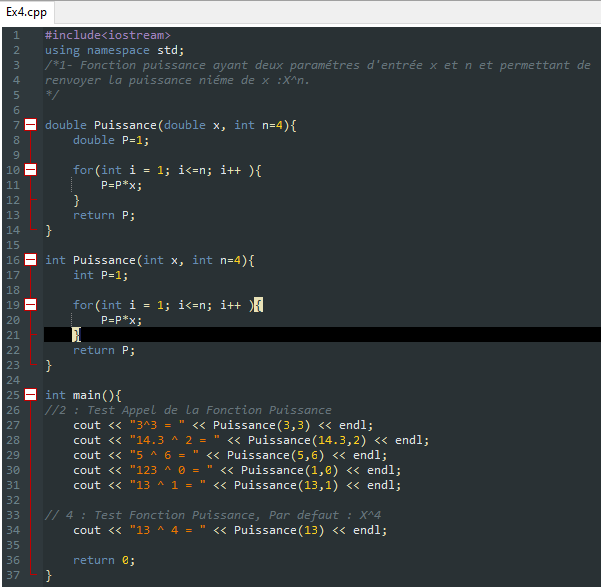 Ex4.cpp
1 #include<iostream>
2 using namespace std;
3 /*1- Fonction puissance ayant deux paramétres d'entrée x et n et permettant de
4 renvoyer la puissance niéme de x :X^n.
5 */
6
7 double Puissance(double x, int n=4){
8     double P=1;
9
10     for(int i = 1; i<=n; i++ ){
11         P=P*x;
12     }
13     return P;
14 }
15
16 int Puissance(int x, int n=4){
17     int P=1;
18
19     for(int i = 1; i<=n; i++ ){
20         P=P*x;
21     }
22     return P;
23 }
24
25 int main(){
26 //2 : Test Appel de la Fonction Puissance
27     cout << "3^3 = " << Puissance(3,3) << endl;
28     cout << "14.3 ^ 2 = " << Puissance(14.3,2) << endl;
29     cout << "5 ^ 6 = " << Puissance(5,6) << endl;
30     cout << "123 ^ 0 = " << Puissance(1,0) << endl;
31     cout << "13 ^ 1 = " << Puissance(13,1) << endl;
32
33 // 4 : Test Fonction Puissance, Par defaut : X^4
34     cout << "13 ^ 4 = " << Puissance(13) << endl;
35
36     return 0;
37 }